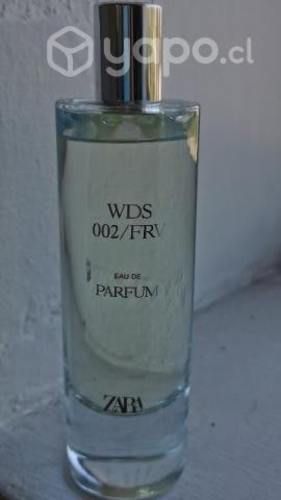 yapo.cl
WDS
002/FRV
EAU DE
PARFUM
ZARA